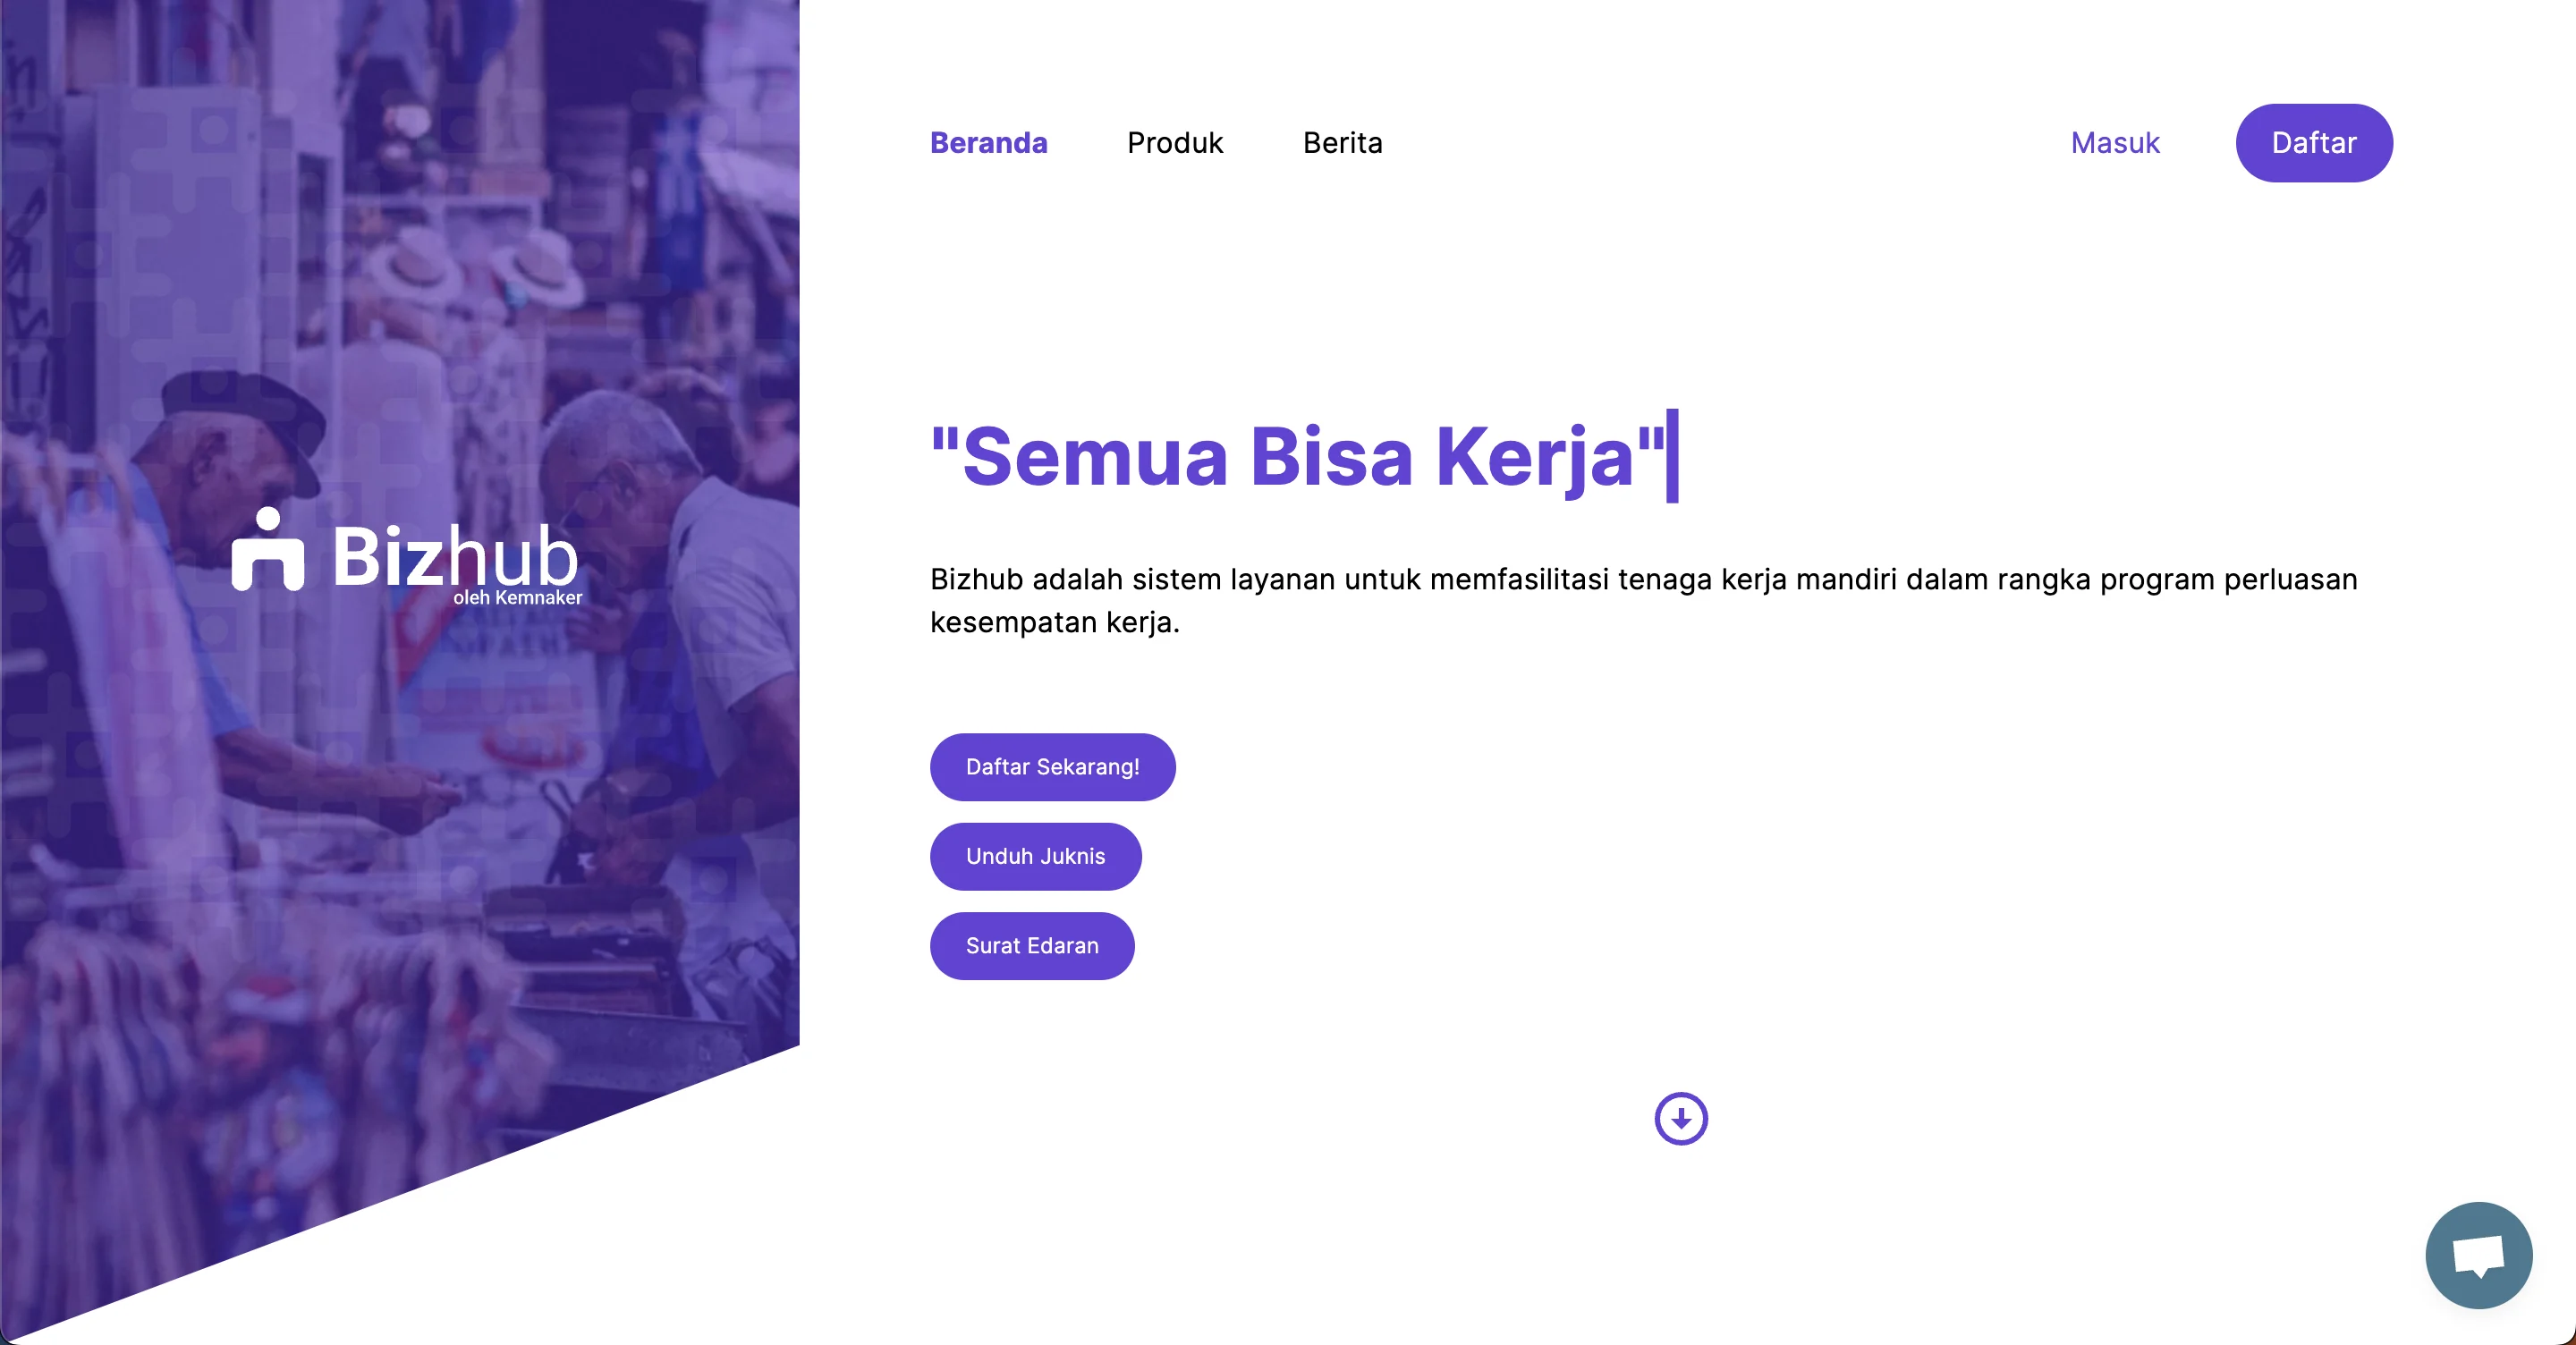 Bizhub
oleh Kemnaker
Beranda
Produk
Berita
Masuk
Daftar
"Semua Bisa Kerja"
Bizhub adalah sistem layanan untuk memfasilitasi tenaga kerja mandiri dalam rangka program perluasan
kesempatan kerja.
Daftar Sekarang!
Unduh Juknis
Surat Edaran